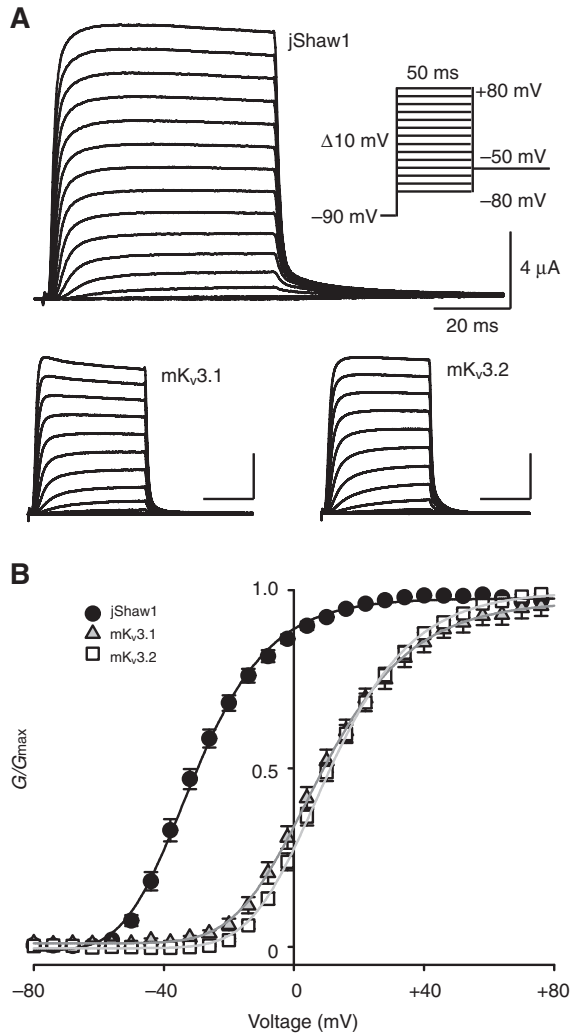 A
jShaw1
50 ms
+80 mV
Δ10 mV
–50 mV
–80 mV
–90 mV
4 μA
20 ms
mKv3.1
mKv3.2
B
jShaw1
mKv3.1
mKv3.2
1.0
0.5
0
G/Gmax
–80
–40
0
+40
+80
Voltage (mV)